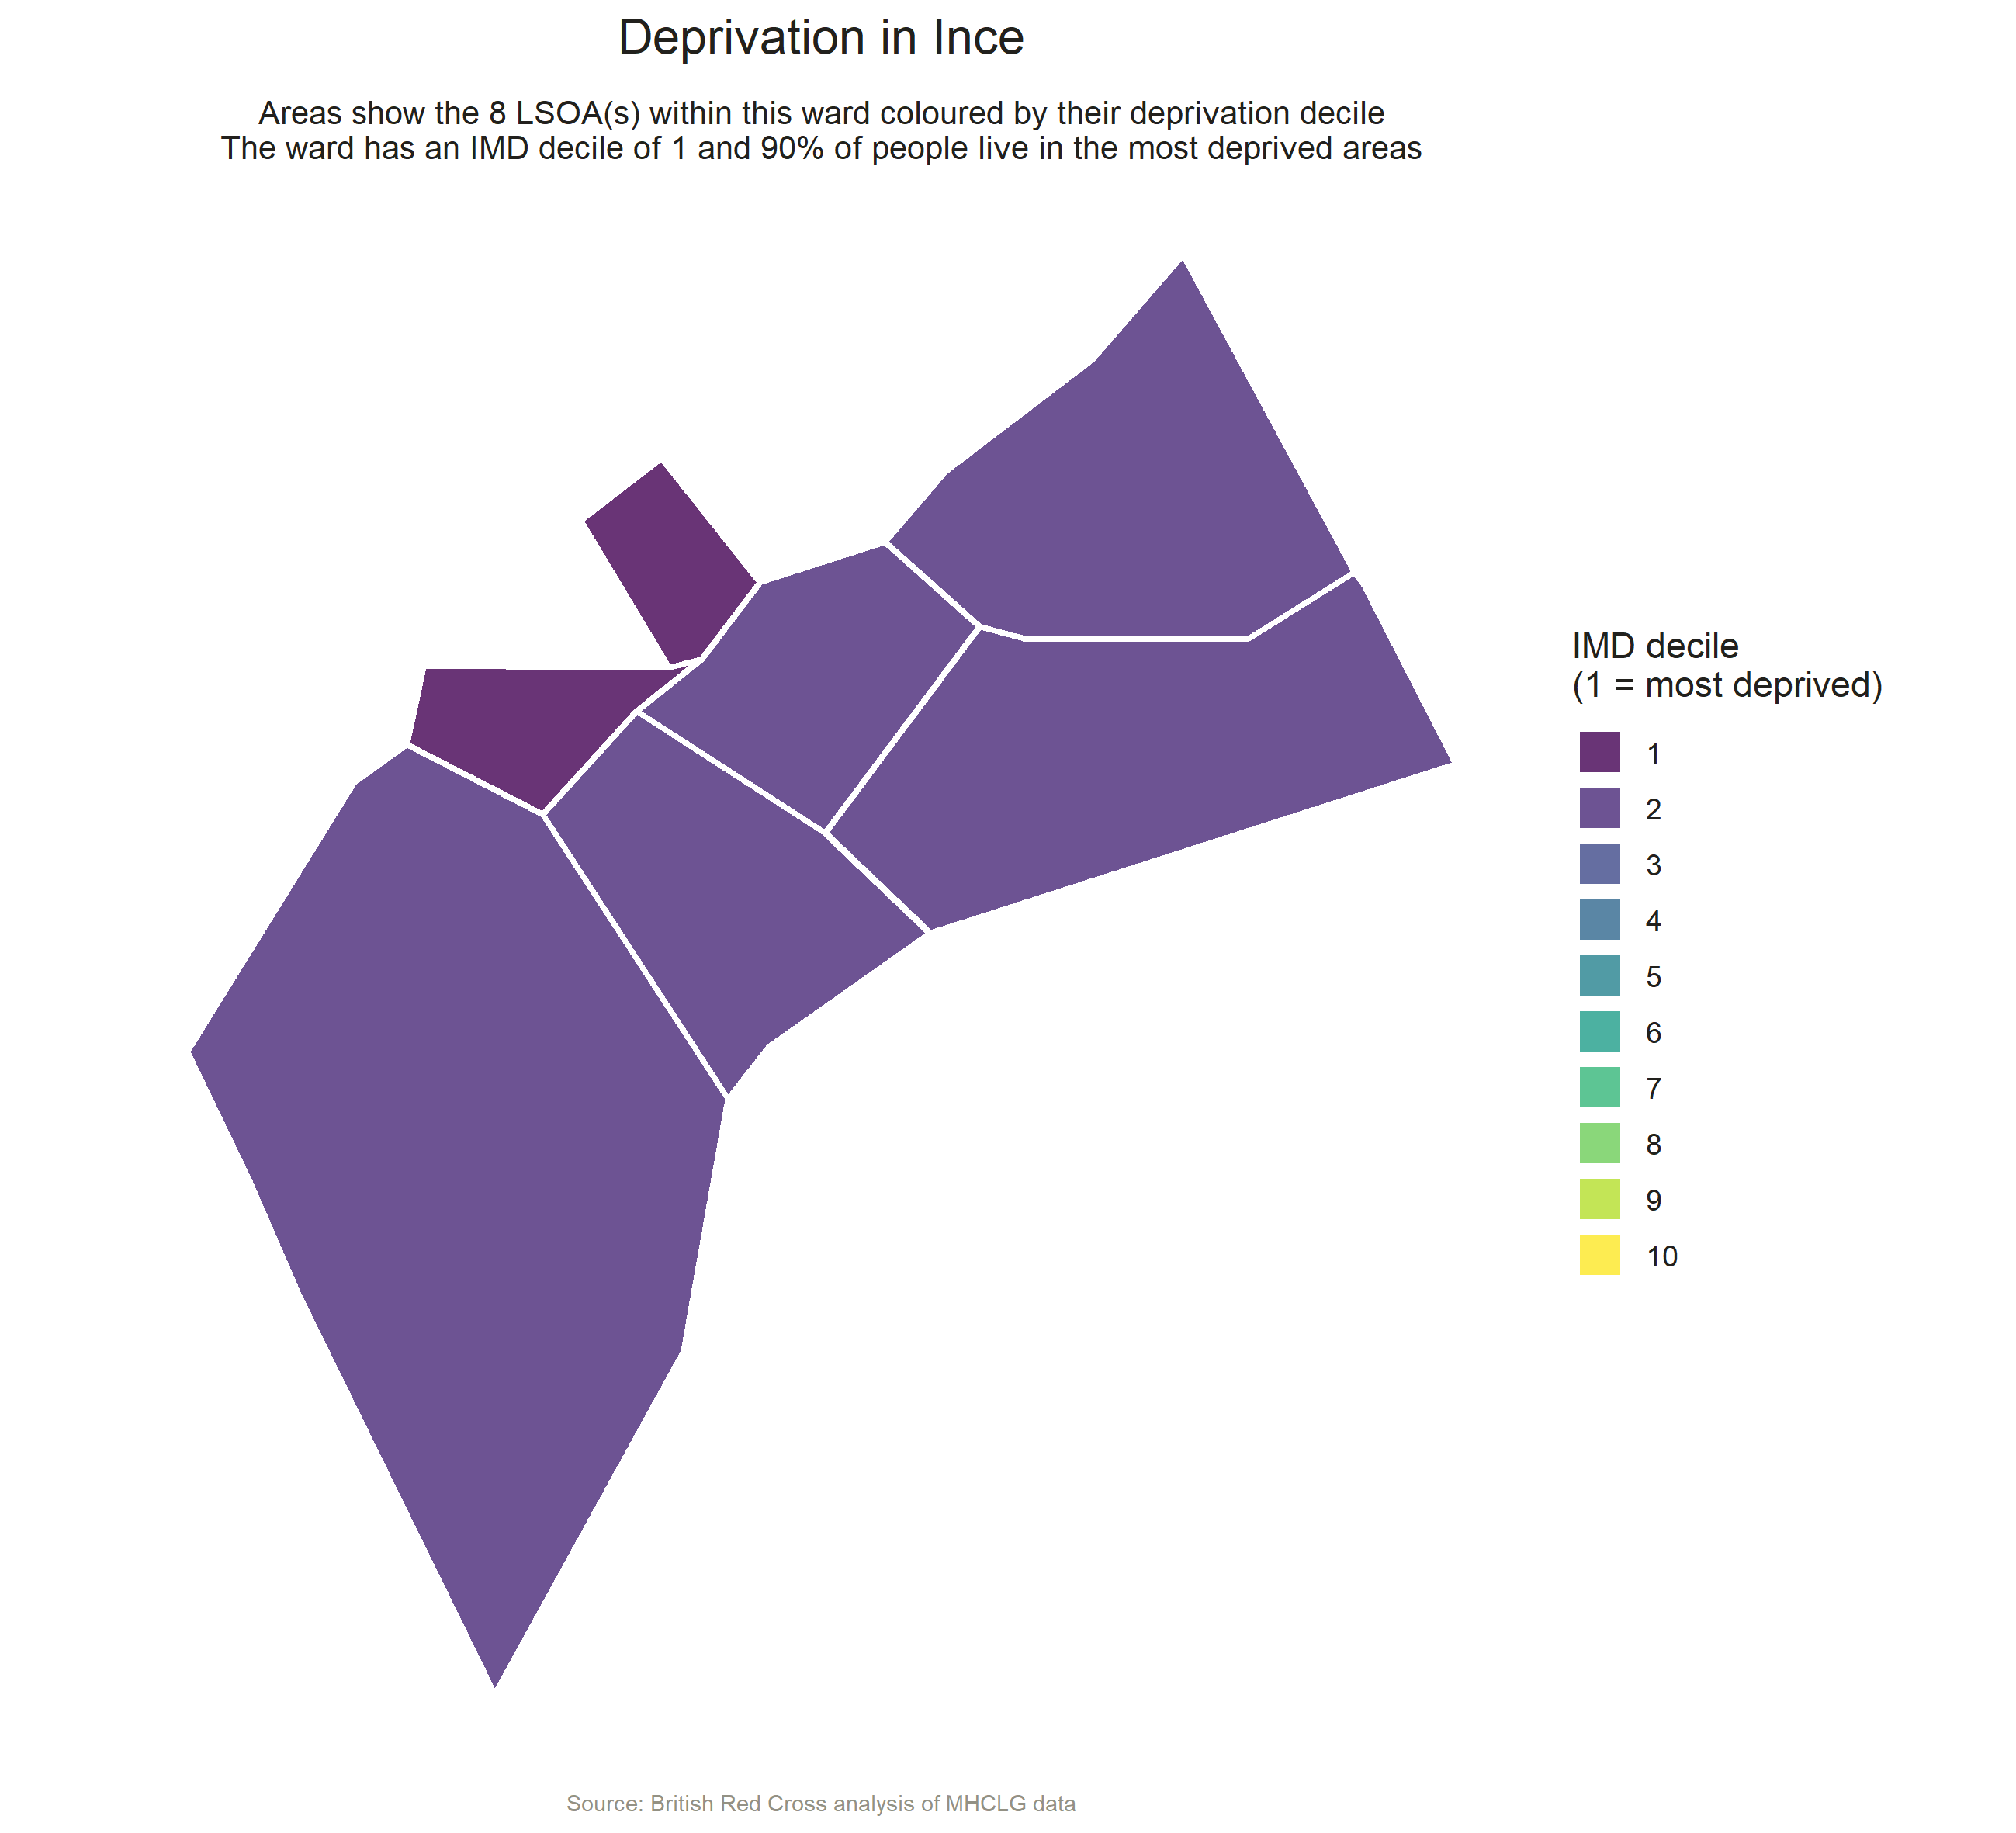 Deprivation in Ince
Areas show the 8 LSOA(s) within this ward coloured by their deprivation decile
The ward has an IMD decile of 1 and 90% of people live in the most deprived areas
IMD decile
(1 = most deprived)
1
2
3
4
5
6
7
8
9
10
Source: British Red Cross analysis of MHCLG data